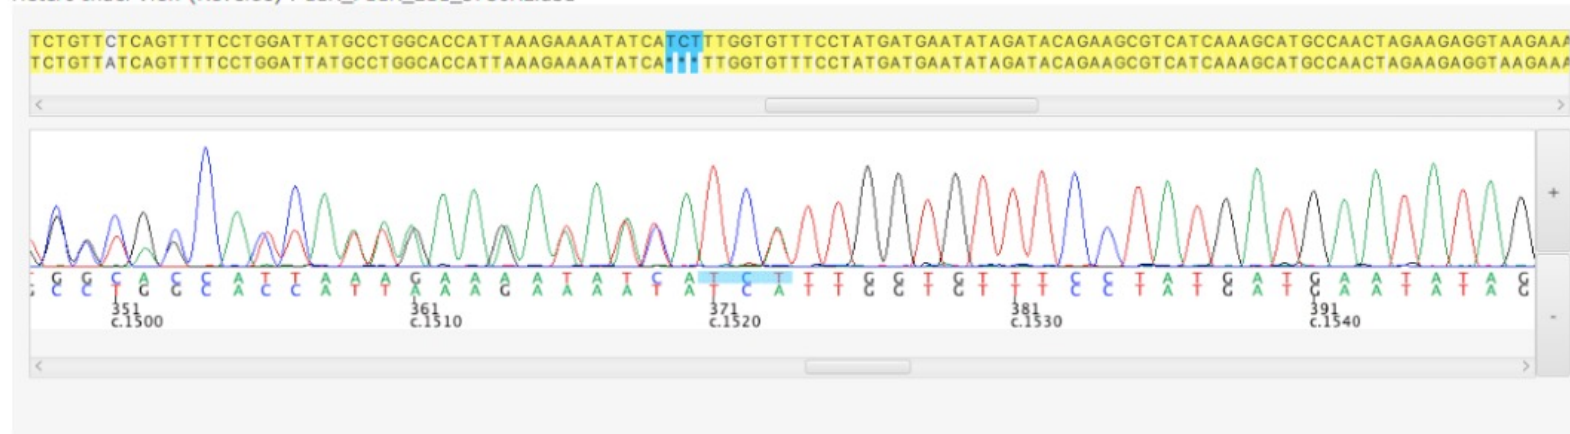 TCTGTTCTCAGTTTTCCTGGATTATGCCTGGCACCATTAAAGAAAATATCATCTTTGGTGTTTCCTATGATGAATATAGATACAGAAGCGTCATCAAAGCATGCCAACTAGAAGAGGTAAGAAA
TCTGTTATCAGTTTTCCTGGATTATGCCTGGCACCATTAAAGAAAATATCA***TTGGTGTTTCCTATGATGAATATAGATACAGAAGCGTCATCAAAGCATGCCAACTAGAAGAGGTAAGAAA
+
G G C A C C A T T A A A G A A A A T A T C A T C T T T G G T G T T T C C T A T G A T G A A T A T A G
C C T G G C A C C A T T A A A G A A A A T A T C A T T G G T G T T T C C T A T G A T G A A T A T A G
351 361 371 381 391
c.1500 c.1510 c.1520 c.1530 c.1540
-